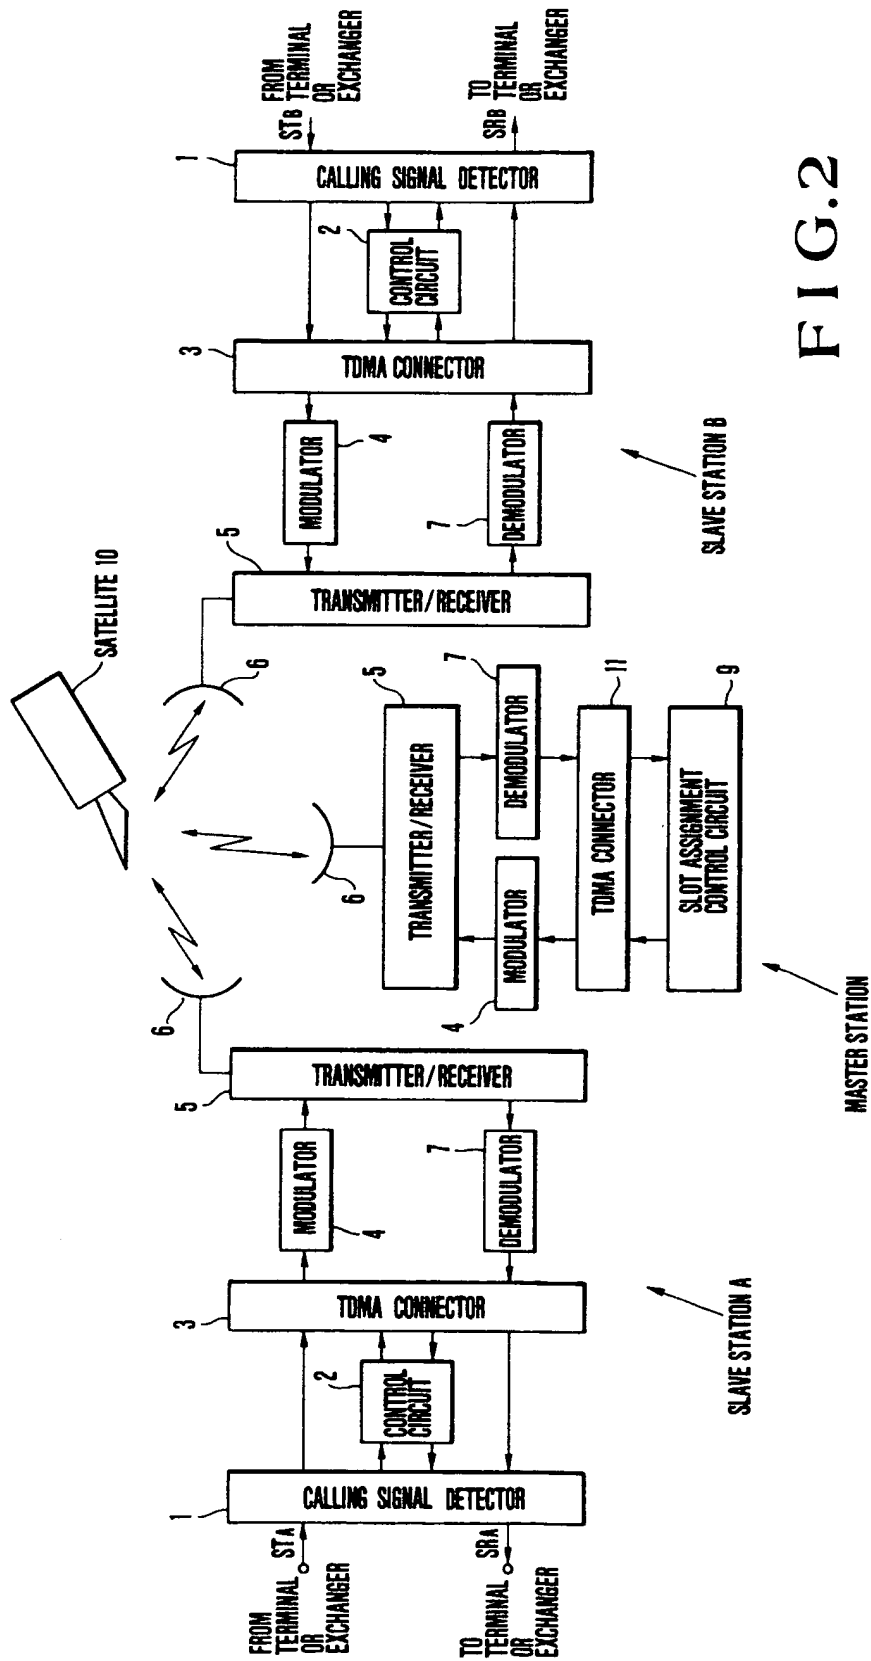 FIG.2
SATELLITE 10
FROM
TERMINAL
OR
EXCHANGER
STA
TO
TERMINAL
OR
EXCHANGER
SRA
1
CALLING SIGNAL DETECTOR
2
CONTROL
CIRCUIT
3
TDMA CONNECTOR
MODULATOR
4
7
DEMODULATOR
5
TRANSMITTER/RECEIVER
6
SLAVE STATION A
6
5
TRANSMITTER/RECEIVER
4
MODULATOR
7
DEMODULATOR
11
TDMA CONNECTOR
9
SLOT ASSIGNMENT
CONTROL CIRCUIT
MASTER STATION
6
5
TRANSMITTER/RECEIVER
MODULATOR
4
7
DEMODULATOR
3
TDMA CONNECTOR
2
CONTROL
CIRCUIT
1
CALLING SIGNAL DETECTOR
STB
FROM
TERMINAL
OR
EXCHANGER
SRB
TO
TERMINAL
OR
EXCHANGER
SLAVE STATION B